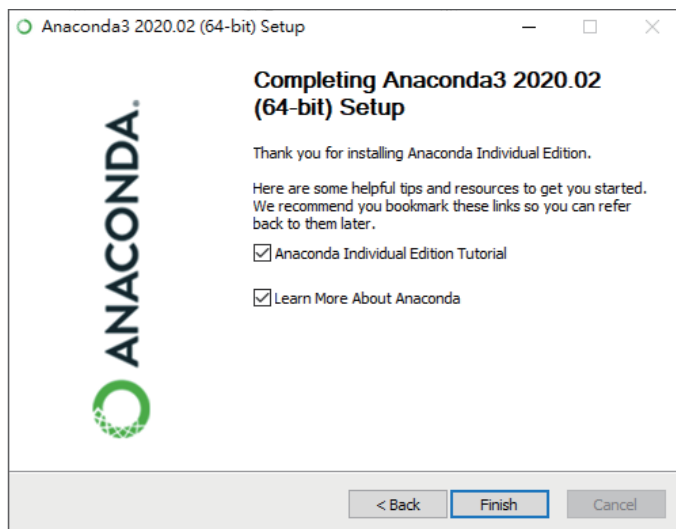 Anaconda3 2020.02 (64-bit) Setup
ANACONDA.
Completing Anaconda3 2020.02
(64-bit) Setup
Thank you for installing Anaconda Individual Edition.
Here are some helpful tips and resources to get you started.
We recommend you bookmark these links so you can refer
back to them later.
Anaconda Individual Edition Tutorial
Learn More About Anaconda
< Back
Finish
Cancel